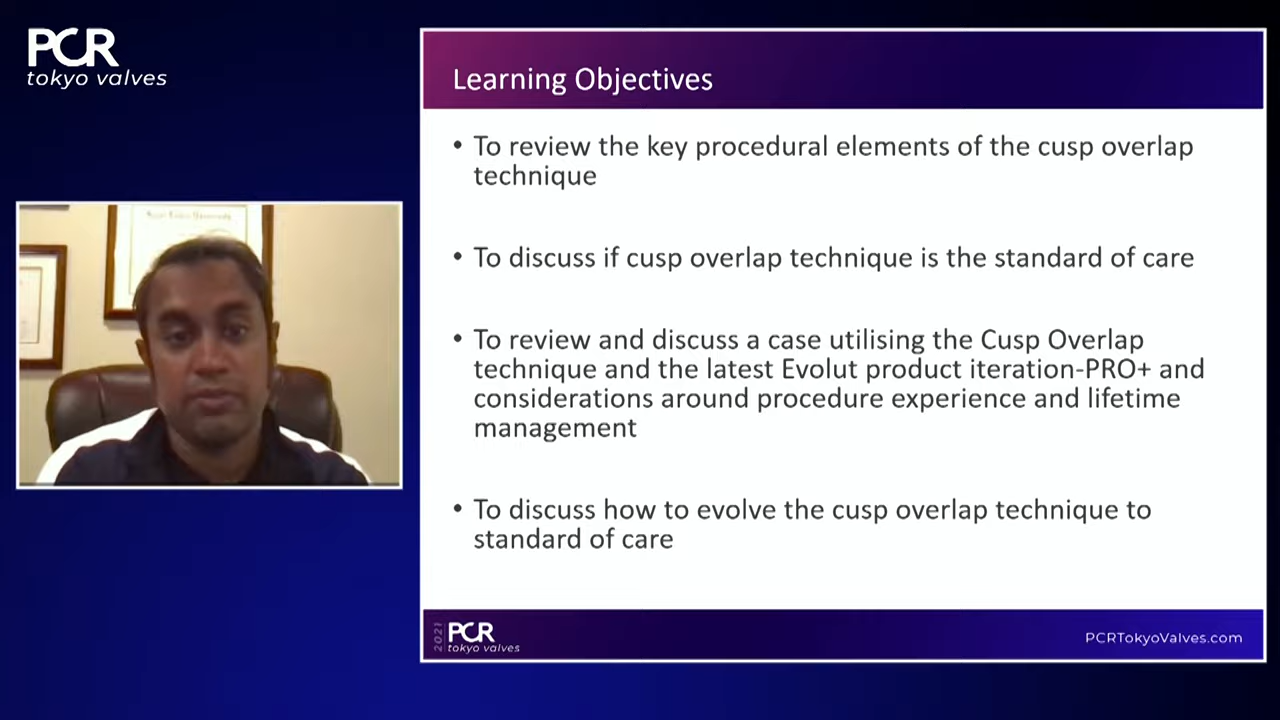 PCR
tokyo valves
Learning Objectives
• To review the key procedural elements of the cusp overlap
technique
• To discuss if cusp overlap technique is the standard of care
• To review and discuss a case utilising the Cusp Overlap
technique and the latest Evolut product iteration-PRO+ and
considerations around procedure experience and lifetime
management
• To discuss how to evolve the cusp overlap technique to
standard of care
2021
PCR
tokyo valves
PCRTokyoValves.com